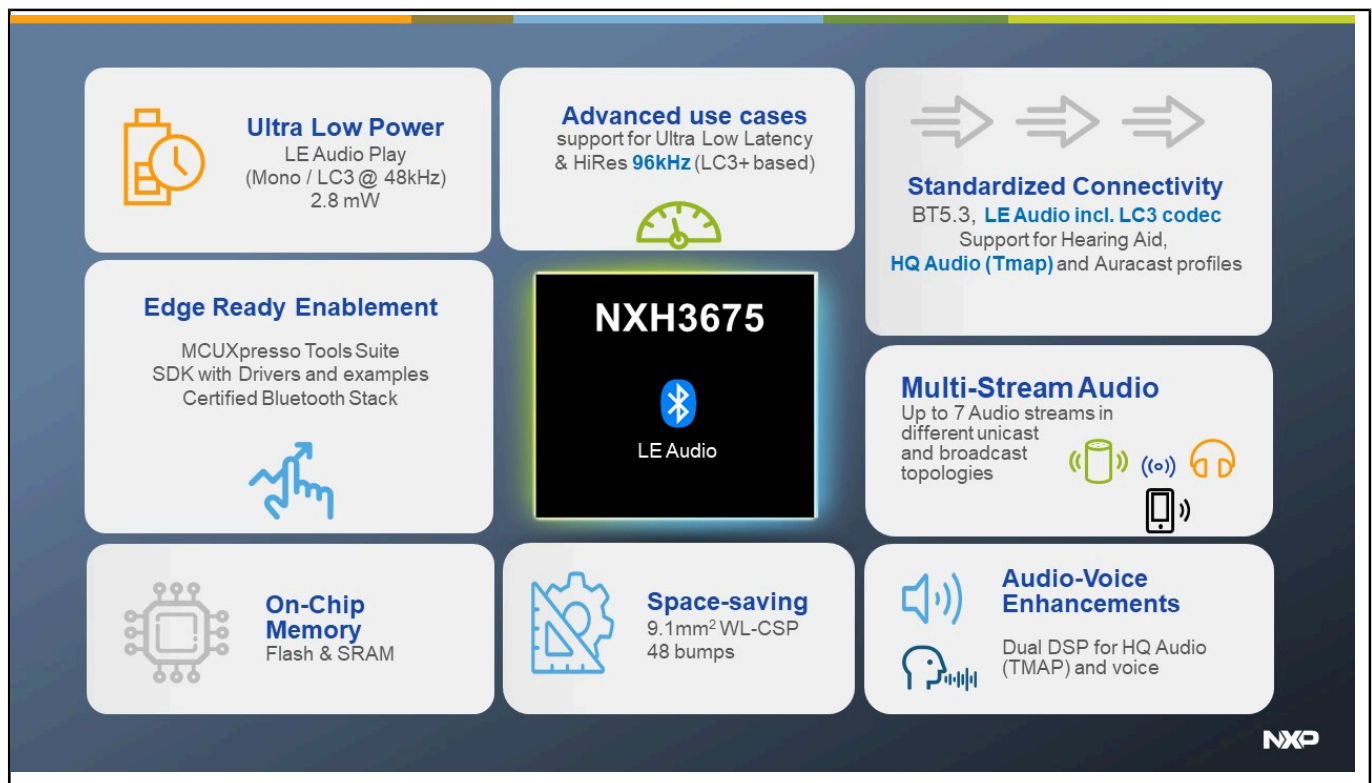 Ultra Low Power
LE Audio Play
(Mono / LC3 @ 48kHz)
2.8 mW
Advanced use cases
support for Ultra Low Latency
& HiRes 96kHz (LC3+ based)
Standardized Connectivity
BT5.3, LE Audio incl. LC3 codec
Support for Hearing Aid,
HQ Audio (Tmap) and Auracast profiles
Edge Ready Enablement
MCUXpresso Tools Suite
SDK with Drivers and examples
Certified Bluetooth Stack
NXH3675
LE Audio
Multi-Stream Audio
Up to 7 Audio streams in
different unicast
and broadcast
topologies
On-Chip
Memory
Flash & SRAM
Space-saving
9.1mm² WL-CSP
48 bumps
Audio-Voice
Enhancements
Dual DSP for HQ Audio
(TMAP) and voice
NXP